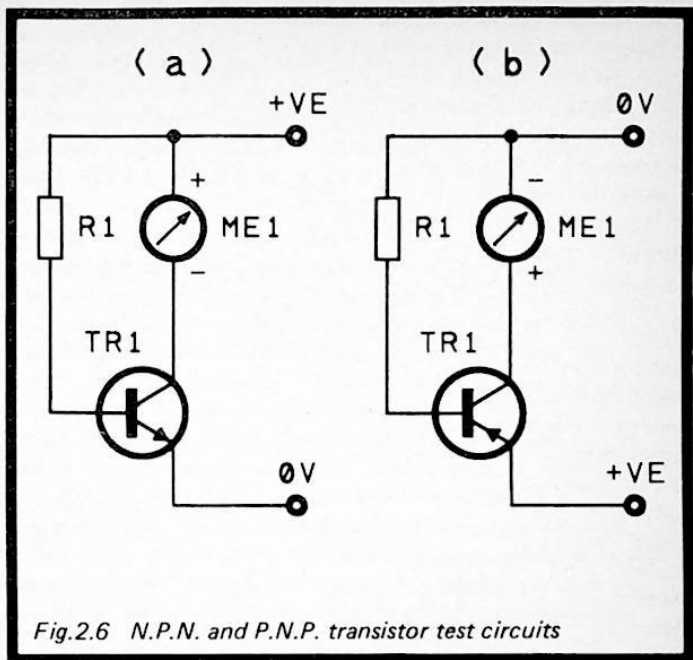 (a)
(b)
+VE
0V
+
R1
ME1
-
TR1
0V
-
R1
ME1
+
TR1
+VE
Fig.2.6 N.P.N. and P.N.P. transistor test circuits